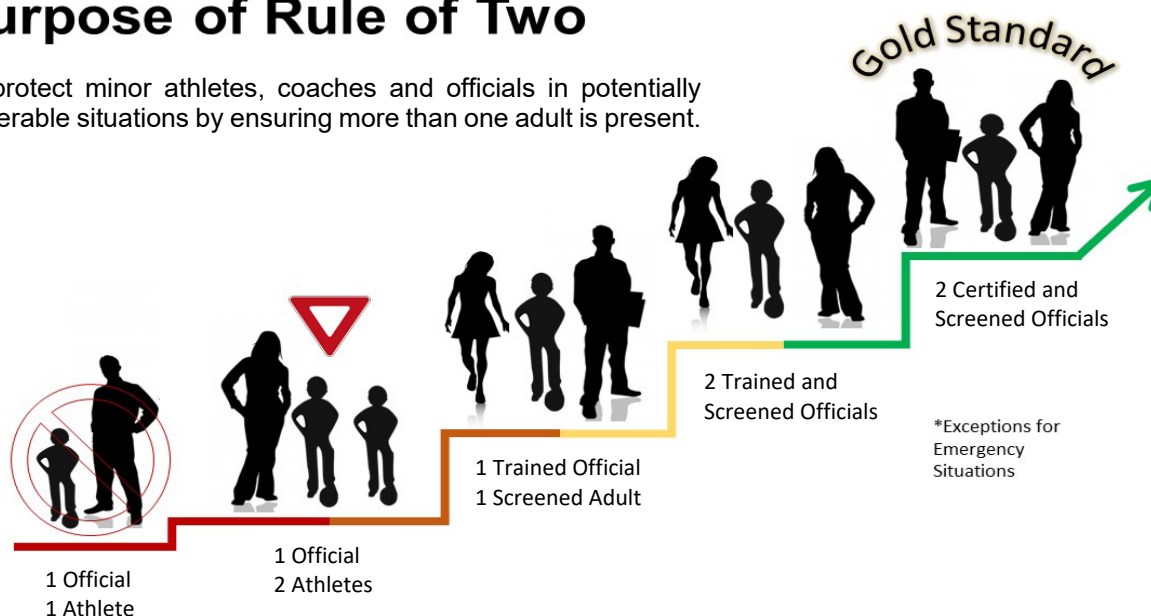 urpose of Rule of Two
protect minor athletes, coaches and officials in potentially
erable situations by ensuring more than one adult is present.
Gold Standard
2 Certified and
Screened Officials
2 Trained and
Screened Officials
*Exceptions for
Emergency
Situations
1 Trained Official
1 Screened Adult
1 Official
2 Athletes
1 Official
1 Athlete